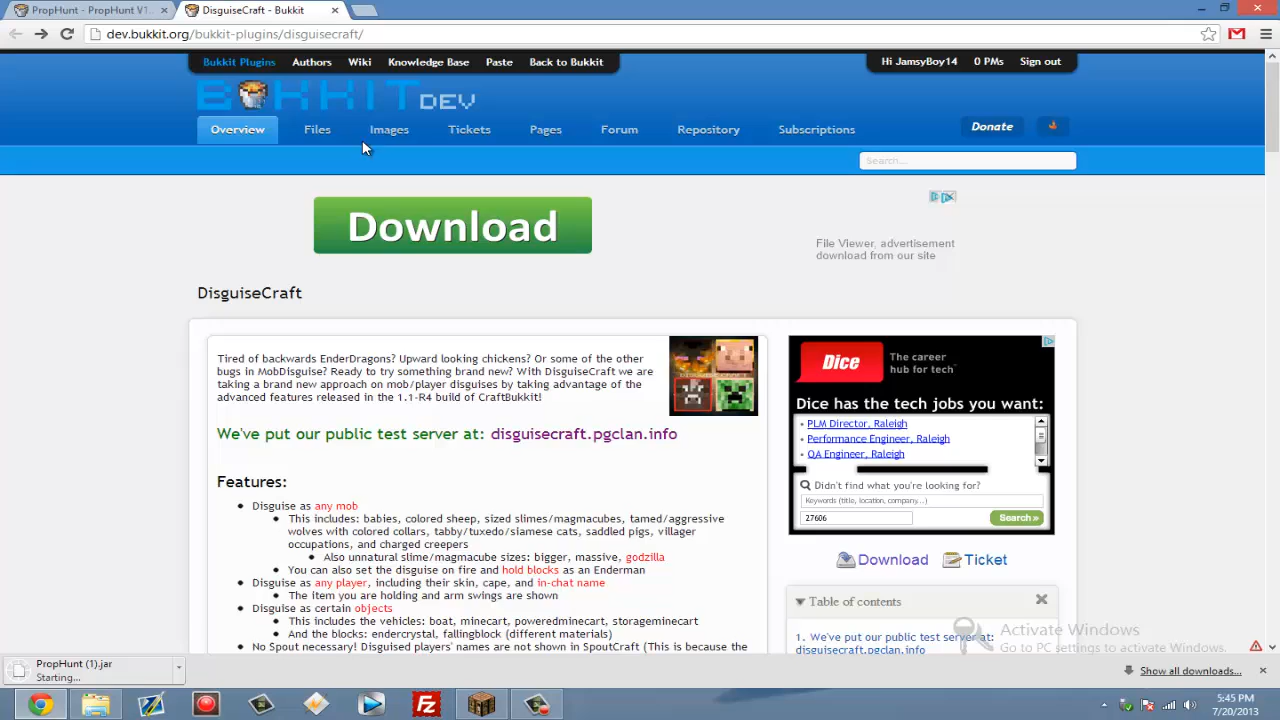 PropHunt - PropHunt V1...
DisguiseCraft - Bukkit
dev.bukkit.org/bukkit-plugins/disguisecraft/
Bukkit Plugins Authors Wiki Knowledge Base Paste Back to Bukkit
Hi JamsyBoy14 0 PMs Sign out
BUKKIT DEV
Overview Files Images Tickets Pages Forum Repository Subscriptions Donate
Search...
Download
File Viewer, advertisement
download from our site
DisguiseCraft
Tired of backwards EnderDragons? Upward looking chickens? Or some of the other
bugs in MobDisguise? Ready to try something brand new? With DisguiseCraft we are
taking a brand new approach on mob/player disguises by taking advantage of the
advanced features released in the 1.1-R4 build of CraftBukkit!
We've put our public test server at: disguisecraft.pgclan.info
Features:
• Disguise as any mob
• This includes: babies, colored sheep, sized slimes/magmacubes, tamed/aggressive
wolves with colored collars, tabby/tuxedo/siamese cats, saddled pigs, villager
occupations, and charged creepers
• Also unnatural slime/magmacube sizes: bigger, massive, godzilla
• You can also set the disguise on fire and hold blocks as an Enderman
• Disguise as any player, including their skin, cape, and in-chat name
• The item you are holding and arm swings are shown
• Disguise as certain objects
• This includes the vehicles: boat, minecart, poweredminecart, storageminecart
• And the blocks: endercrystal, fallingblock (different materials)
• No Spout necessary! Disguised players' names are not shown in SpoutCraft (This is because the
Dice The career
hub for tech™
Dice has the tech jobs you want:
• PLM Director, Raleigh
• Performance Engineer, Raleigh
• QA Engineer, Raleigh
Didn't find what you're looking for?
Keywords (title, location, company...)
27606
Search »
Download Ticket
Table of contents
1. We've put our public test server at:
disguisecraft.pgclan.info
Activate Windows
Go to PC settings to activate Windows.
PropHunt (1).jar
Starting...
Show all downloads...
5:45 PM
7/20/2013